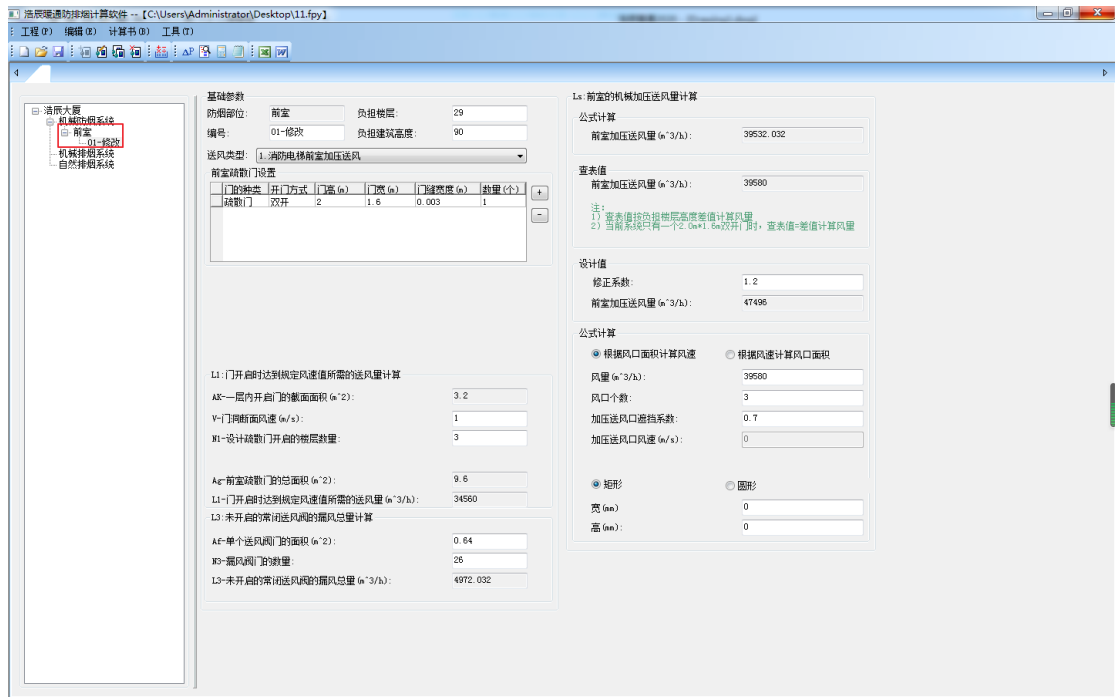 浩辰暖通防排烟计算软件 --【C:\Users\Administrator\Desktop\11.fpy】
工程(P) 编辑(E) 计算书(B) 工具(T)
浩辰大厦
机械防烟系统
前室
01-修改
机械排烟系统
自然排烟系统
基础参数
防烟部位: 前室 负担楼层: 29
编号: 01-修改 负担建筑高度: 90
送风类型: 1.消防电梯前室加压送风
前室疏散门设置
门的种类 开门方式 门高(m) 门宽(m) 门缝宽度(m) 数量(个)
疏散门 双开 2 1.6 0.003 1
+
-
L1:门开启时达到规定风速值所需的送风量计算
AK-一层内开启门的截面面积(m^2): 3.2
V-门洞断面风速(m/s): 1
N1-设计疏散门开启的楼层数量: 3
Ag-前室疏散门的总面积(m^2): 9.6
L1-门开启时达到规定风速值所需的送风量(m^3/h): 34560
L3:未开启的常闭送风阀的漏风总量计算
Af-单个送风阀门的面积(m^2): 0.64
N3-漏风阀门的数量: 26
L3-未开启的常闭送风阀的漏风总量(m^3/h): 4972.032
Ls:前室的机械加压送风量计算
公式计算
前室加压送风量(m^3/h): 39532.032
查表值
前室加压送风量(m^3/h): 39580
注:
1) 查表值按负担楼层高度差值计算风量
2) 当前系统只有一个2.0m*1.6m双开门时，查表值=差值计算风量
设计值
修正系数: 1.2
前室加压送风量(m^3/h): 47496
公式计算
根据风口面积计算风速 根据风速计算风口面积
风量(m^3/h): 39580
风口个数: 3
加压送风口遮挡系数: 0.7
加压送风口风速(m/s): 0
矩形 圆形
宽(mm) 0
高(mm): 0